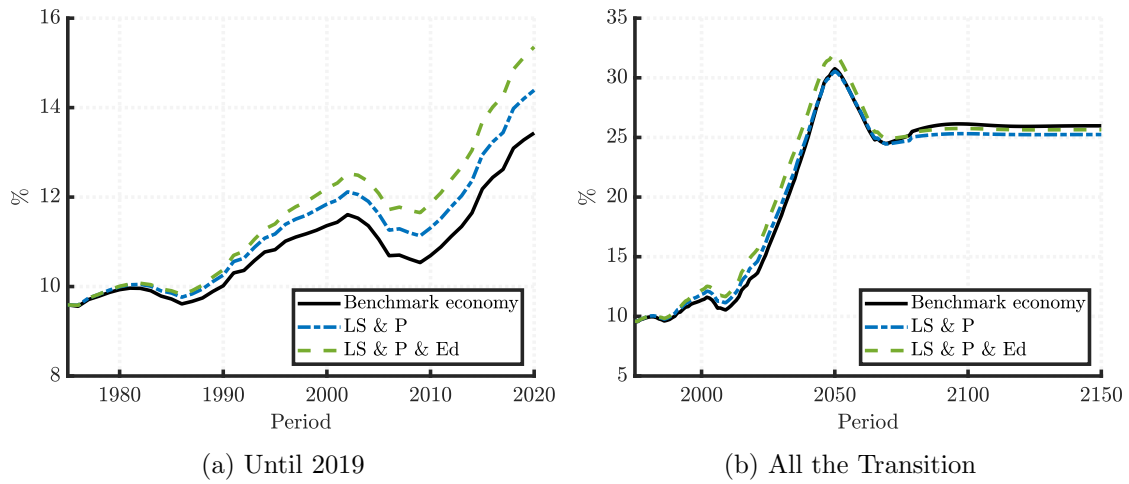 16
14
12
10
8
%
1980 1990 2000 2010 2020
Period
Benchmark economy
LS & P
LS & P & Ed
(a) Until 2019
35
30
25
20
15
10
5
%
2000 2050 2100 2150
Period
Benchmark economy
LS & P
LS & P & Ed
(b) All the Transition